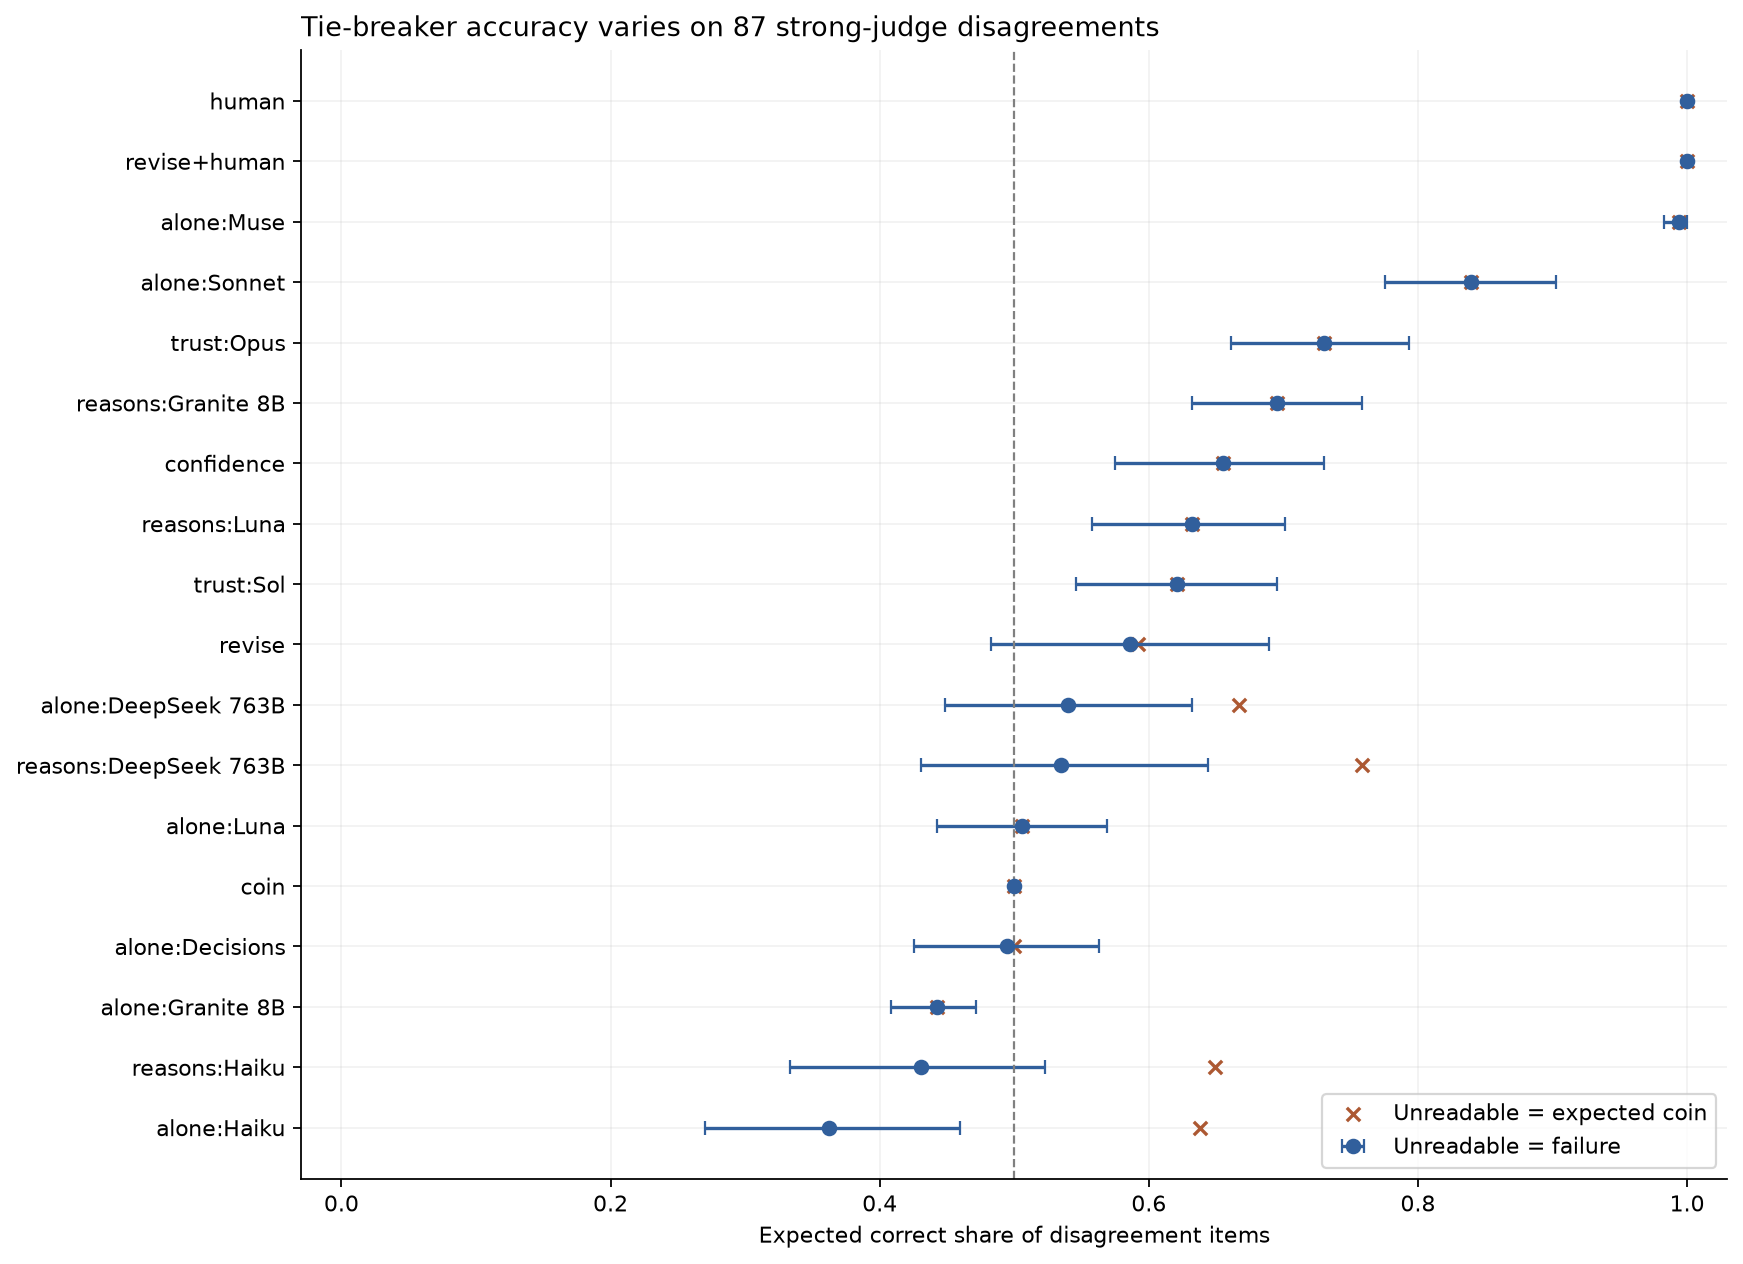 Tie-breaker accuracy varies on 87 strong-judge disagreements
human
revise+human
alone:Muse
alone:Sonnet
trust:Opus
reasons:Granite 8B
confidence
reasons:Luna
trust:Sol
revise
alone:DeepSeek 763B
reasons:DeepSeek 763B
alone:Luna
coin
alone:Decisions
alone:Granite 8B
reasons:Haiku
alone:Haiku
Unreadable = expected coin
Unreadable = failure
0.0 0.2 0.4 0.6 0.8 1.0
Expected correct share of disagreement items